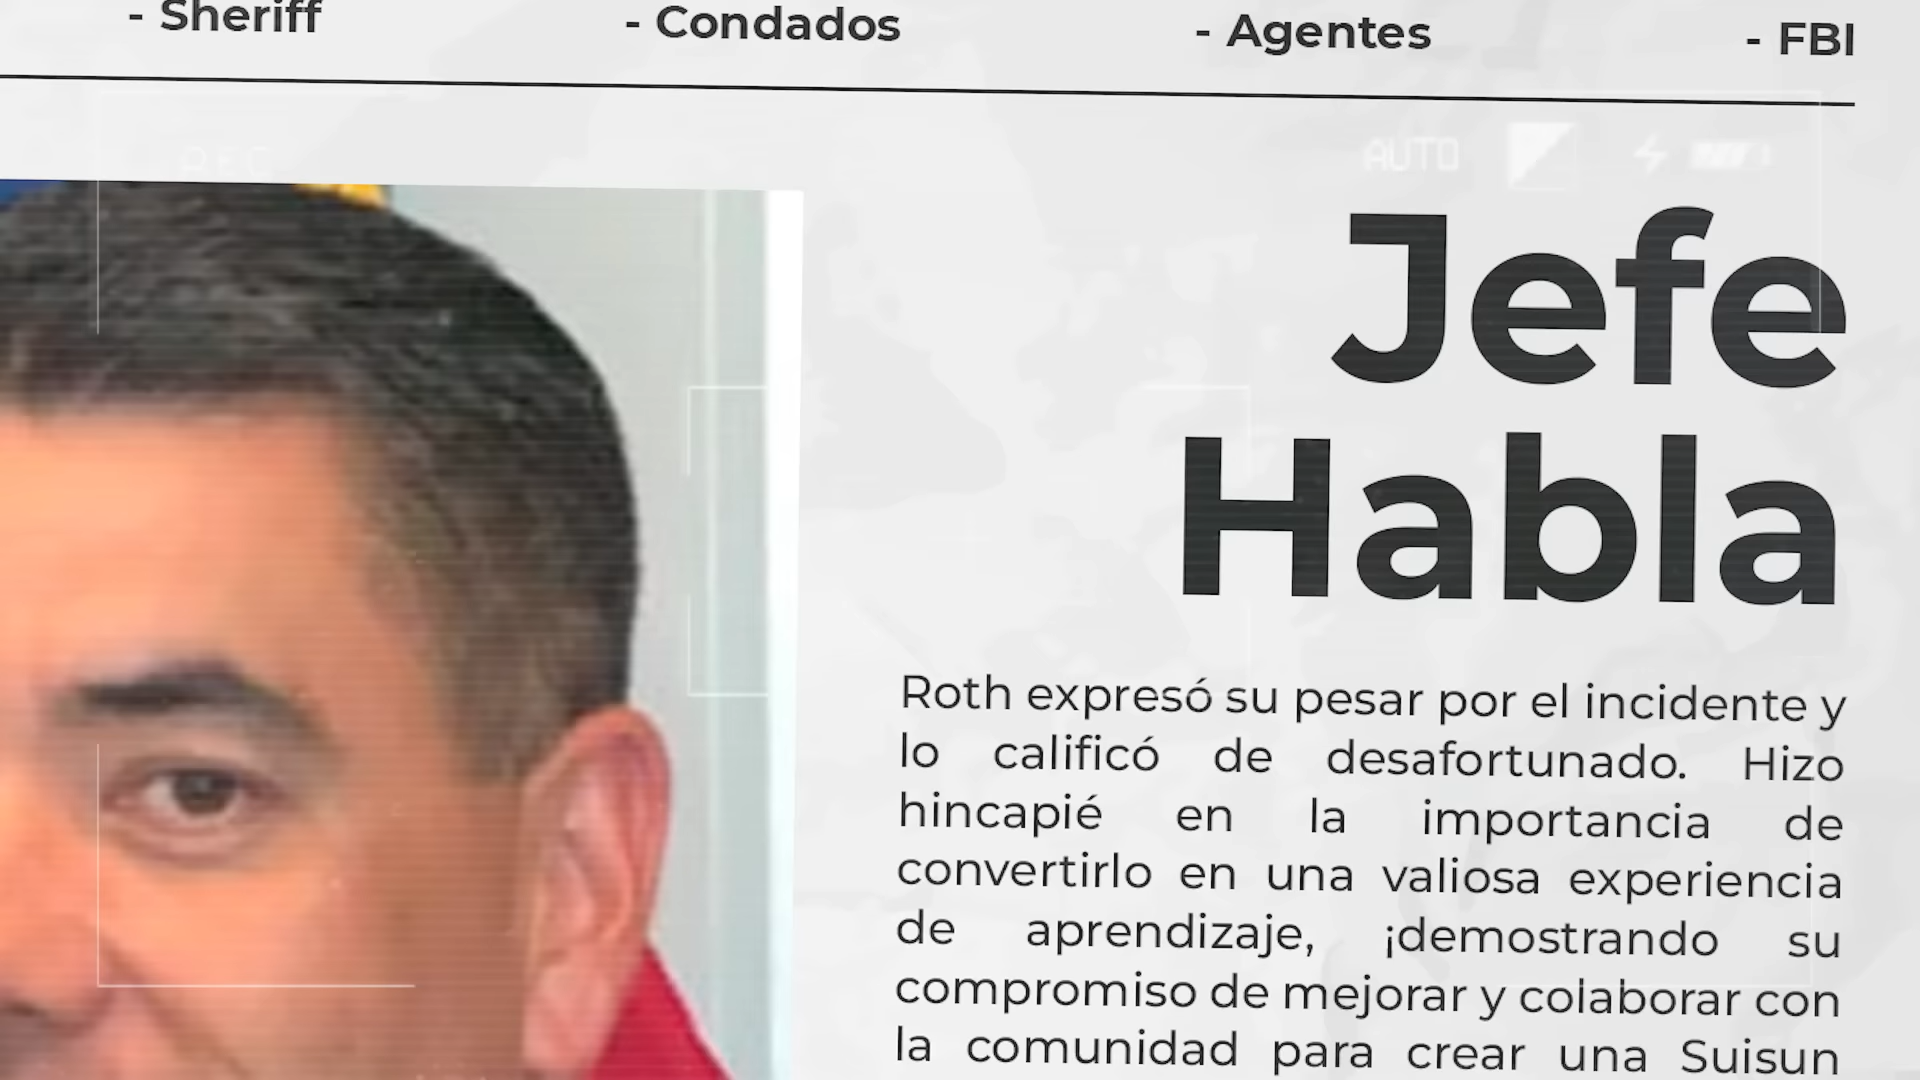 - Sheriff - Condados - Agentes - FBI
REC
AUTO
Jefe
Habla
Roth expresó su pesar por el incidente y
lo calificó de desafortunado. Hizo
hincapié en la importancia de
convertirlo en una valiosa experiencia
de aprendizaje, ¡demostrando su
compromiso de mejorar y colaborar con
la comunidad para crear una Suisun